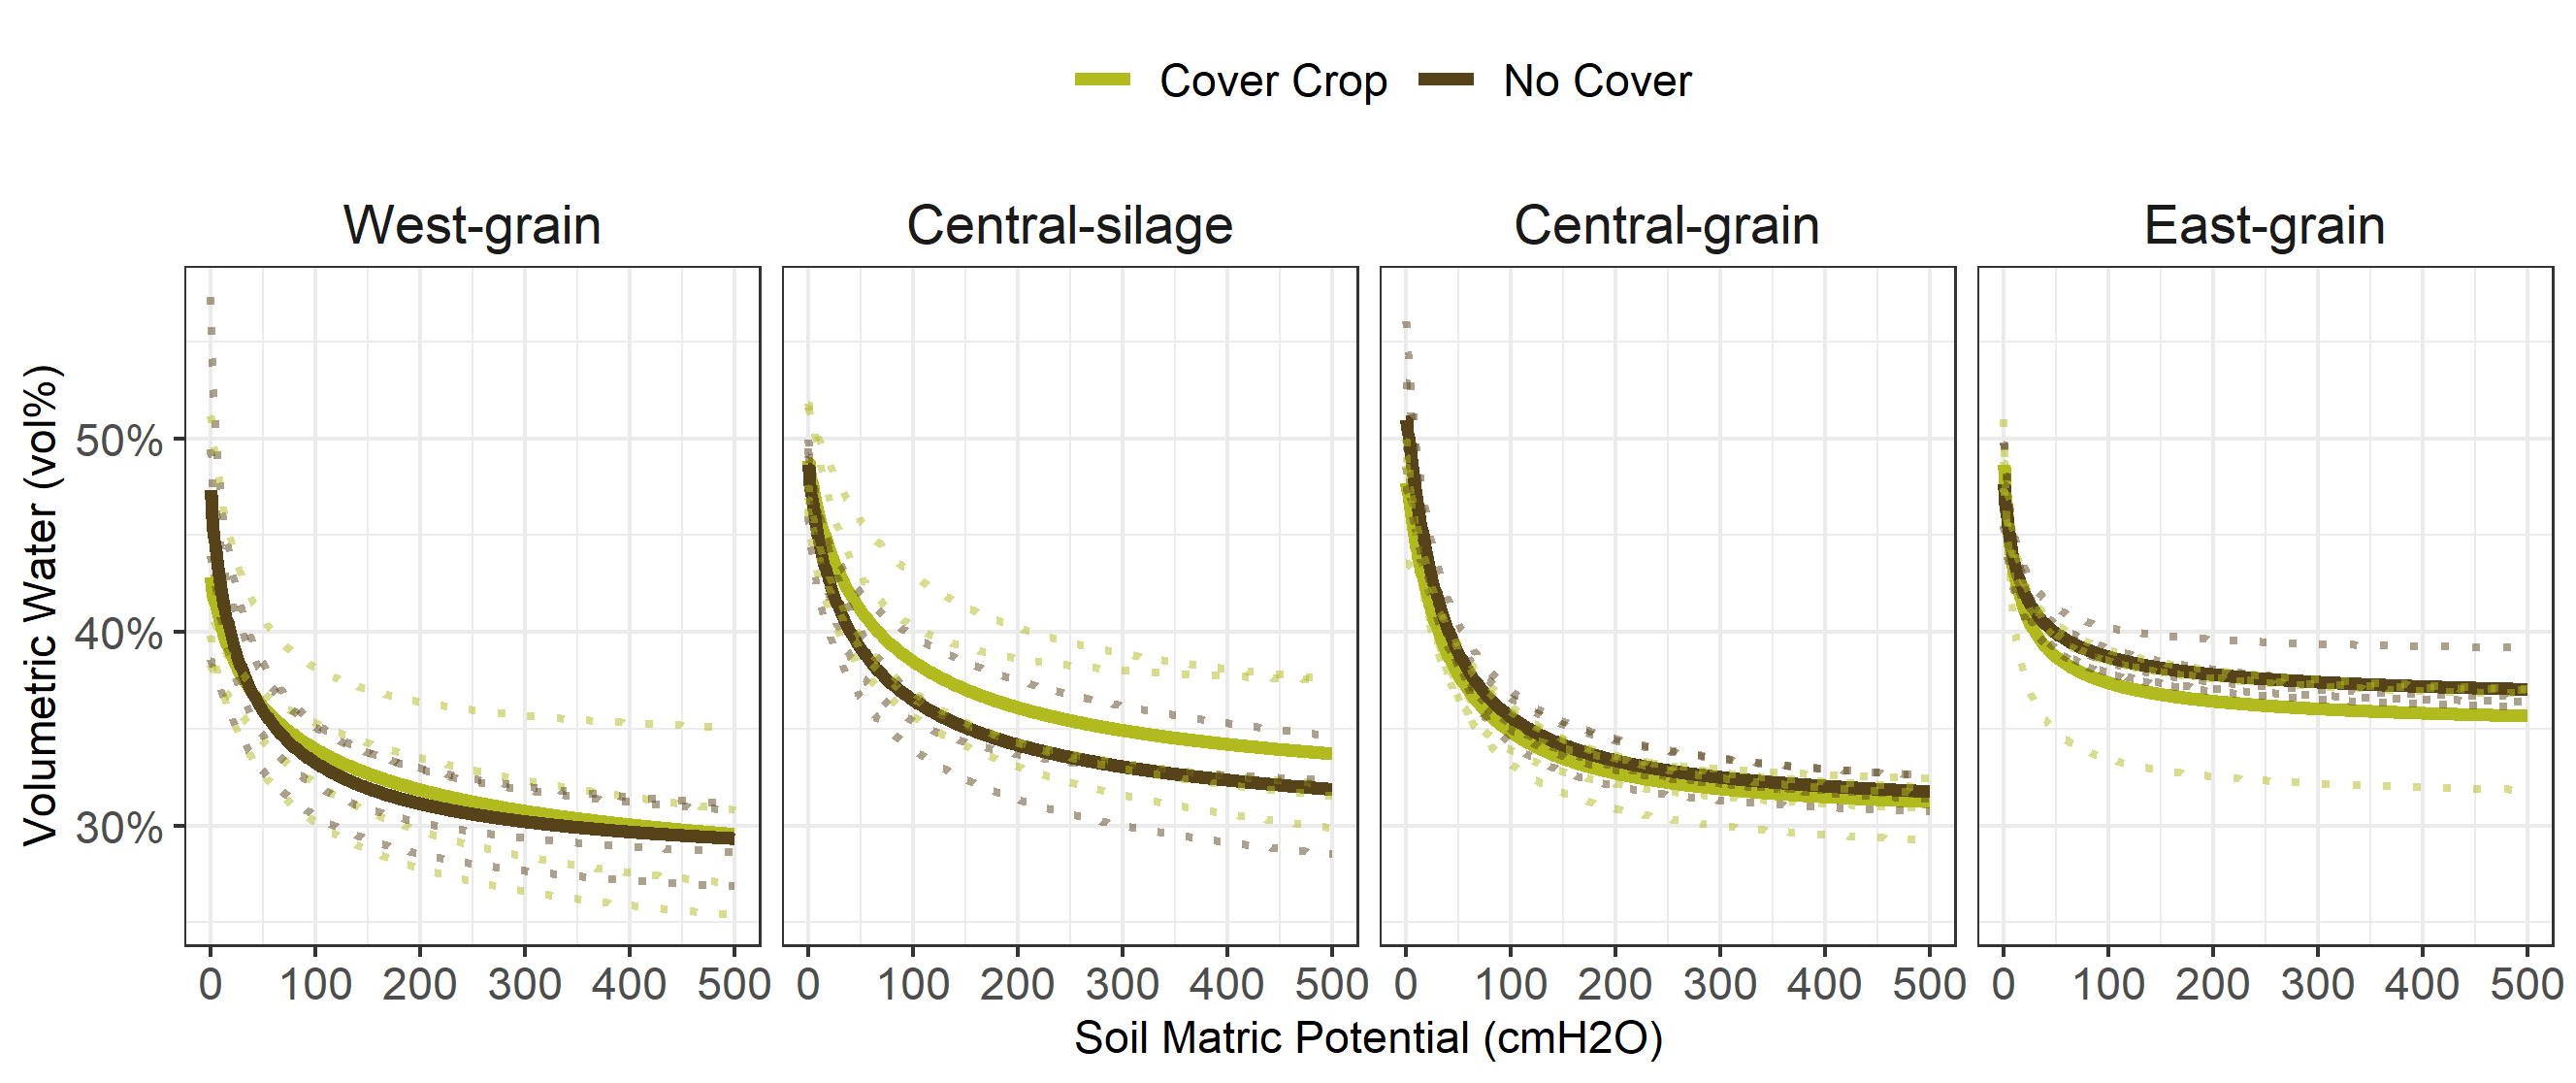 Cover Crop No Cover
West-grain Central-silage Central-grain East-grain
Volumetric Water (vol%)
50%
40%
30%
0 100 200 300 400 500 0 100 200 300 400 500 0 100 200 300 400 500 0 100 200 300 400 500
Soil Matric Potential (cmH2O)